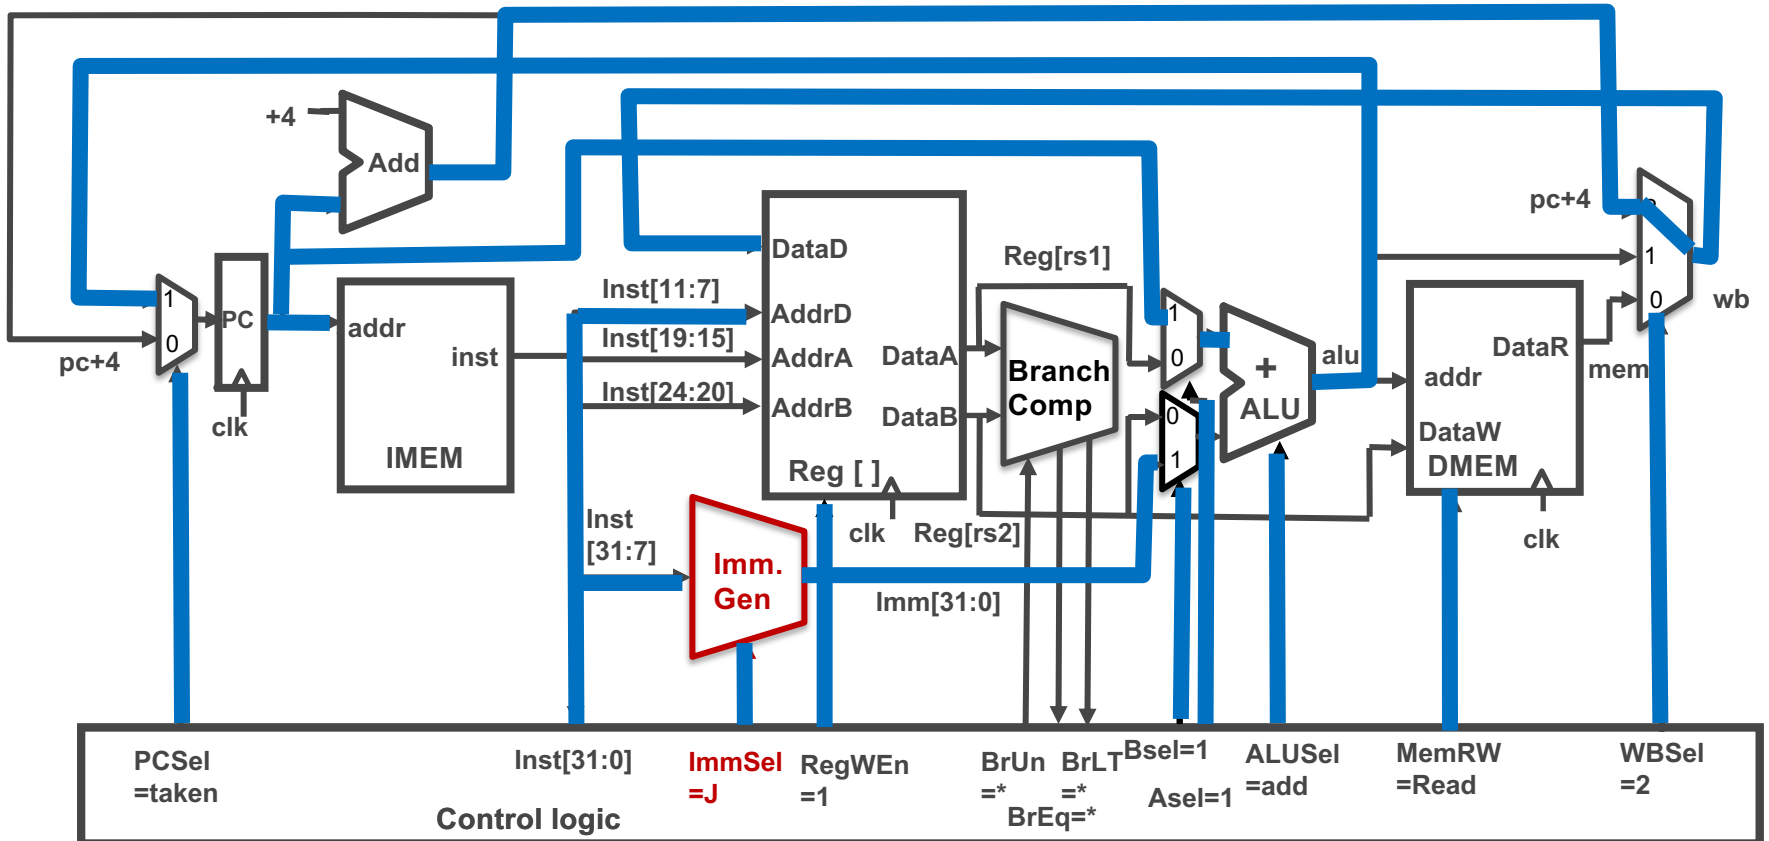 +4
Add
pc+4
1
0
pc+4
PC
clk
addr
inst
IMEM
Inst[11:7]
Inst[19:15]
Inst[24:20]
DataD
AddrD
AddrA
DataA
AddrB
DataB
Reg [ ]
clk
Reg[rs1]
Reg[rs2]
Branch
Comp
1
0
0
1
+
ALU
alu
addr
DataR
DataW
DMEM
clk
mem
1
0
wb
Inst
[31:7]
Imm.
Gen
Imm[31:0]
PCSel
=taken
Inst[31:0]
ImmSel
=J
RegWEn
=1
BrUn
=*
BrLT
=*
BrEq=*
Bsel=1
Asel=1
ALUSel
=add
MemRW
=Read
WBSel
=2
Control logic